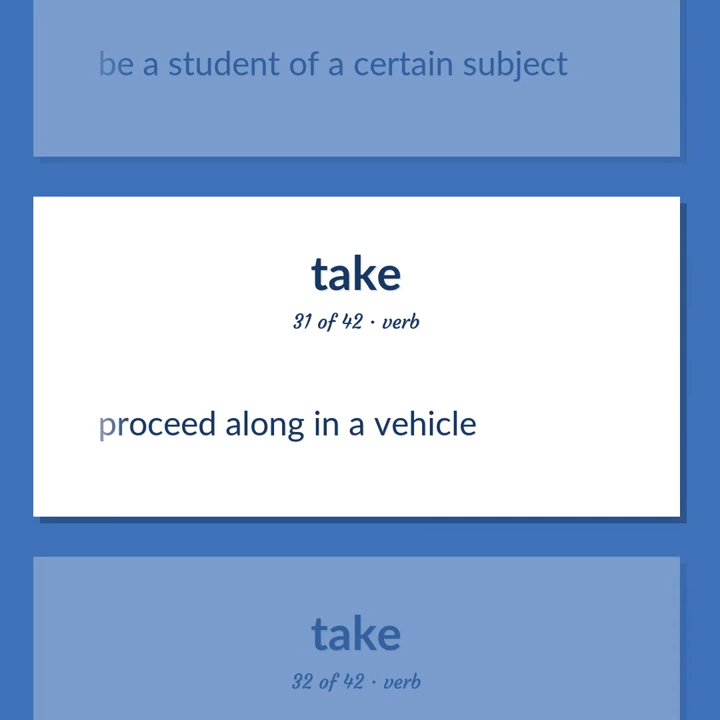 be a student of a certain subject
take
31 of 42 · verb
proceed along in a vehicle
take
32 of 42 · verb